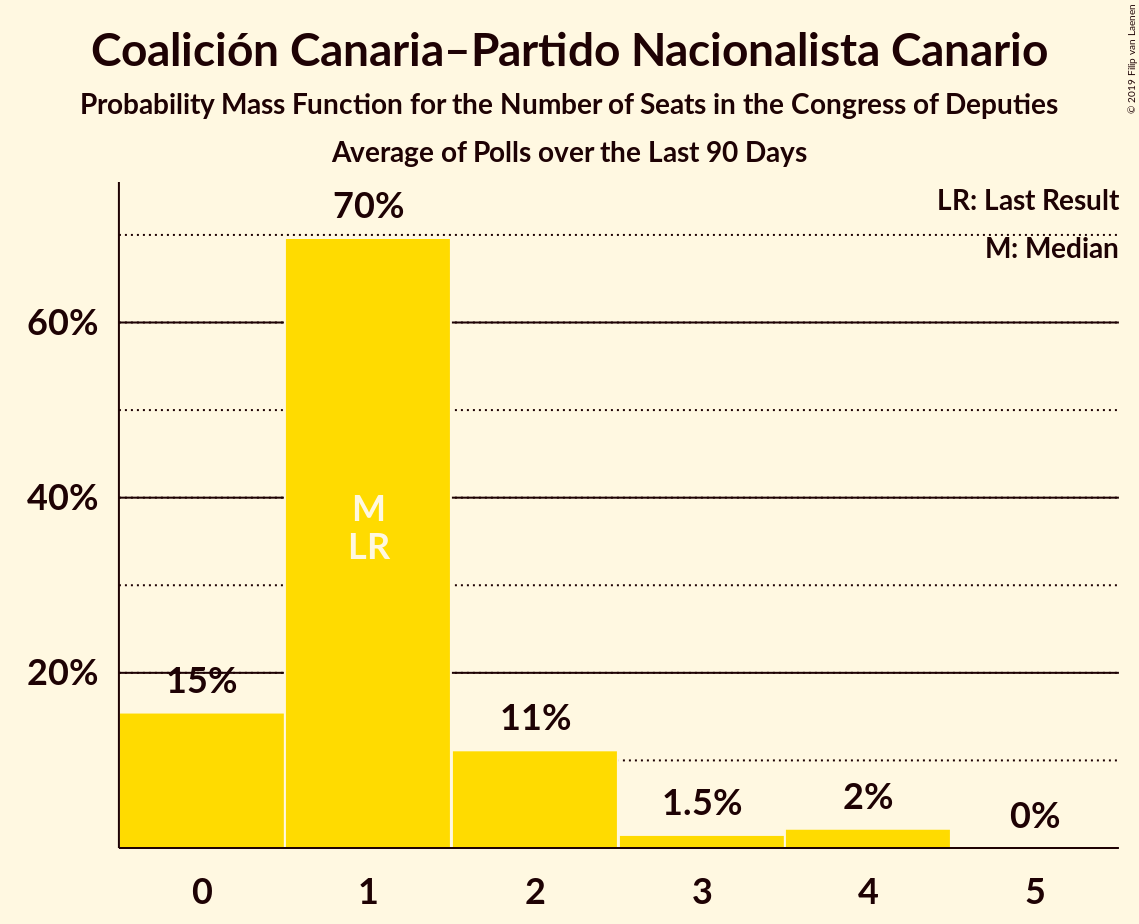 Coalición Canaria–Partido Nacionalista Canario
Probability Mass Function for the Number of Seats in the Congress of Deputies
Average of Polls over the Last 90 Days
© 2019 Filip van Laenen
LR: Last Result
M: Median
70%
60%
40%
M
LR
20%
15%
11%
1.5%
2%
0%
0 1 2 3 4 5